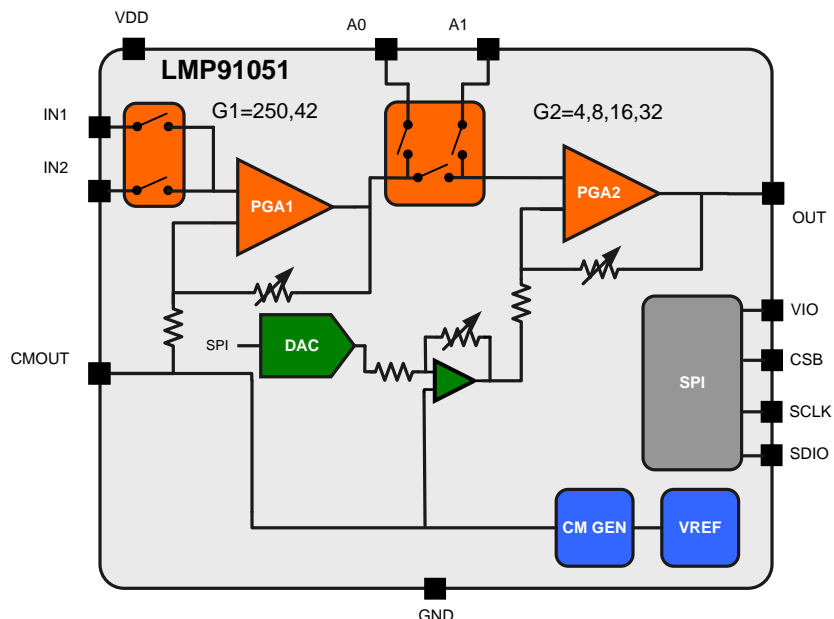 VDD
A0
A1
LMP91051
IN1
G1=250,42
G2=4,8,16,32
IN2
PGA1
PGA2
OUT
VIO
SPI
DAC
CMOUT
CSB
SPI
SCLK
SDIO
CM GEN
VREF
GND